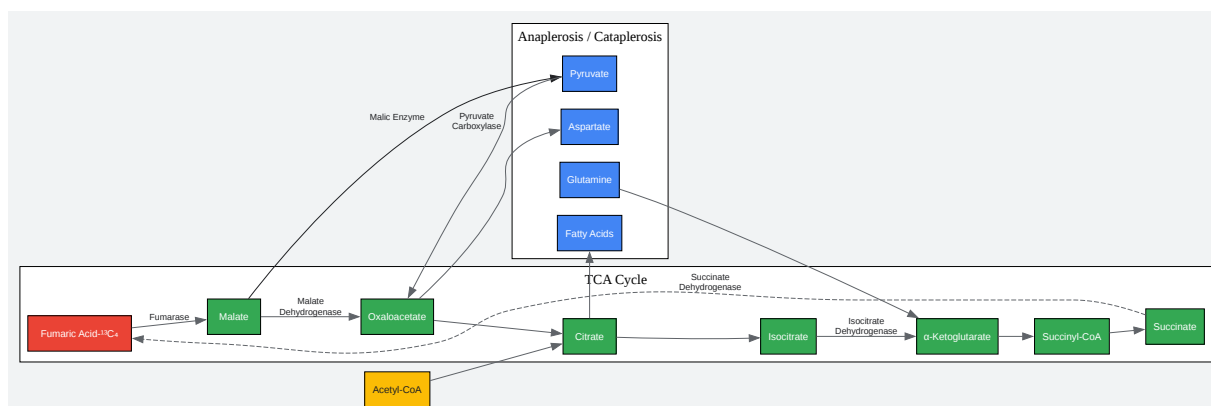 Anaplerosis / Cataplerosis
Pyruvate
Malic Enzyme
Pyruvate
Carboxylase
Aspartate
Glutamine
Fatty Acids
TCA Cycle
Succinate
Dehydrogenase
Fumaric Acid-¹³C₄
Fumarase
Malate
Malate
Dehydrogenase
Oxaloacetate
Citrate
Isocitrate
Isocitrate
Dehydrogenase
α-Ketoglutarate
Succinyl-CoA
Succinate
Acetyl-CoA